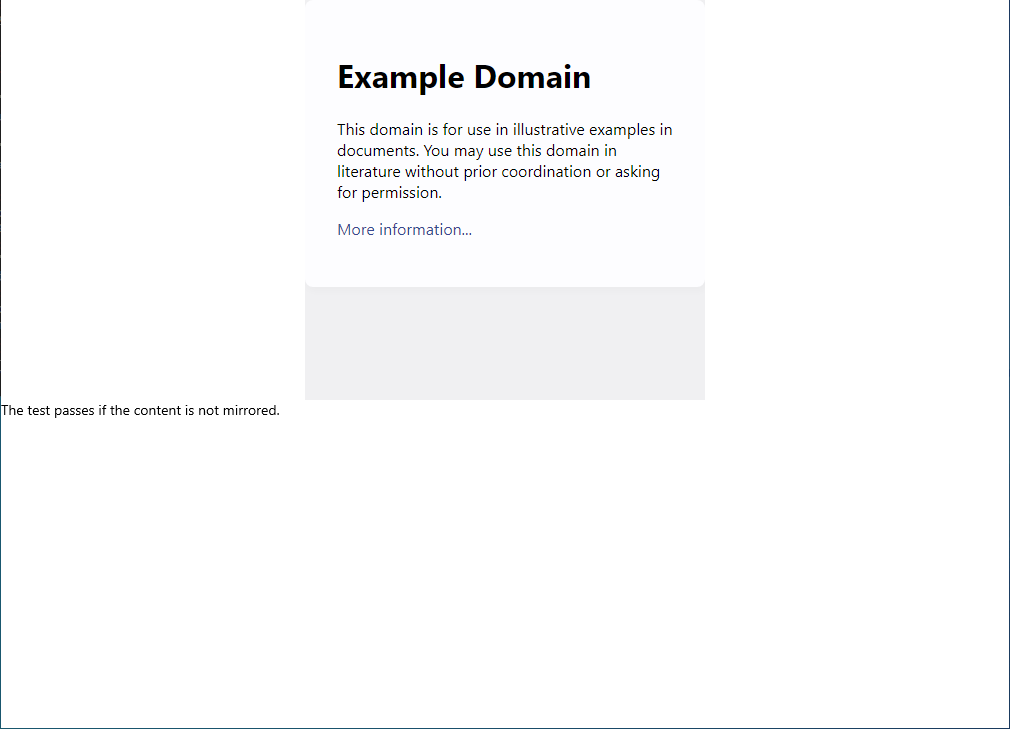 Example Domain
This domain is for use in illustrative examples in
documents. You may use this domain in
literature without prior coordination or asking
for permission.
More information...
The test passes if the content is not mirrored.